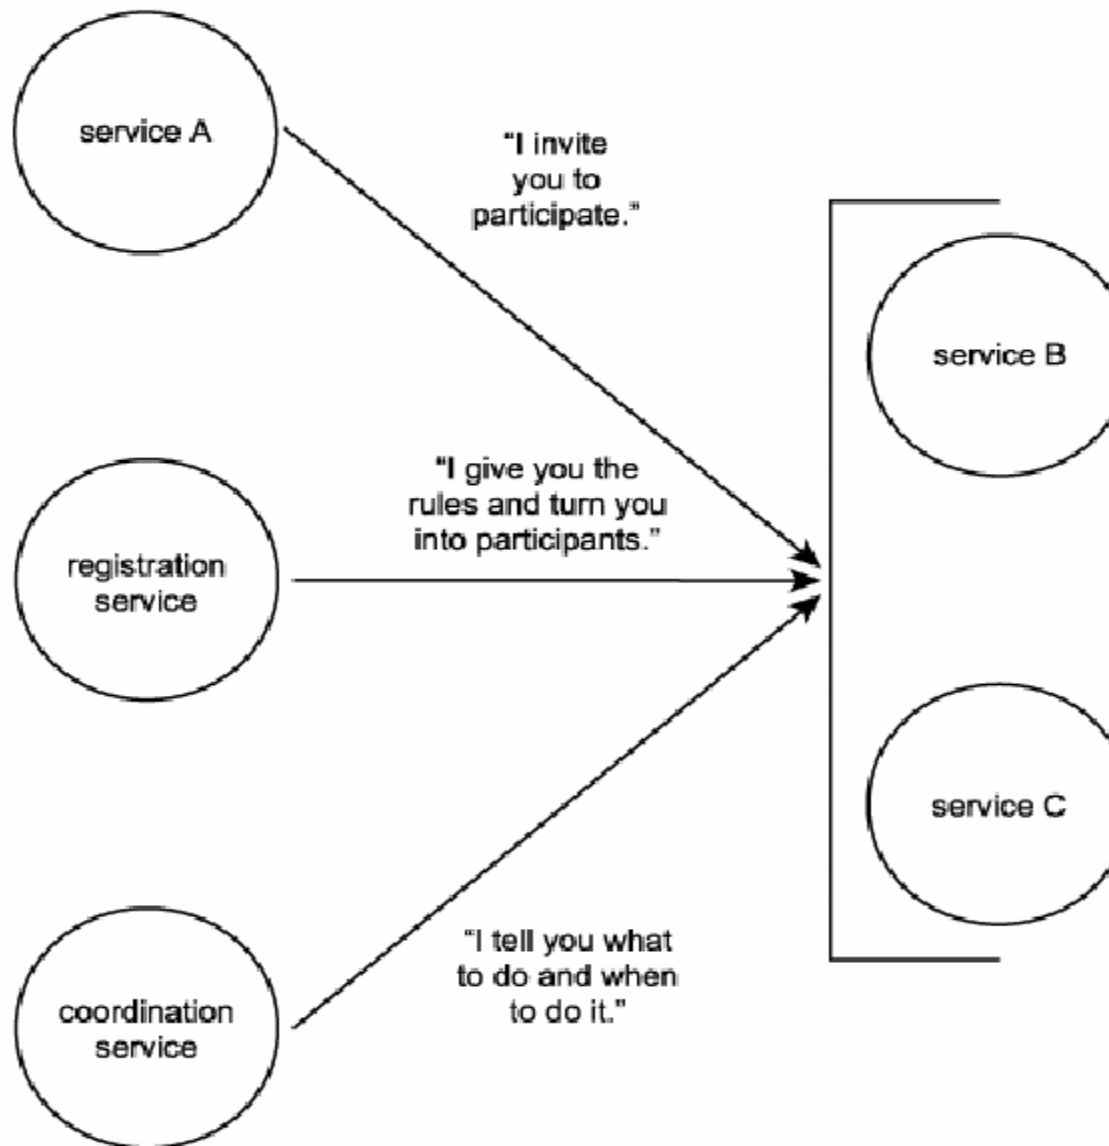 service A
"I invite
you to
participate."
service B
"I give you the
rules and turn you
into participants."
registration
service
service C
"I tell you what
to do and when
to do it."
coordination
service